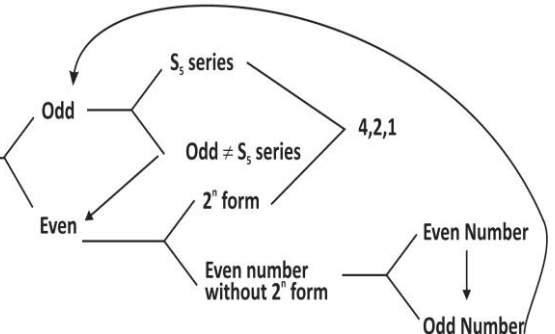 S₅ series
Odd
4,2,1
Odd ≠ S₅ series
2ⁿ form
Even
Even Number
Even number
without 2ⁿ form
Odd Number